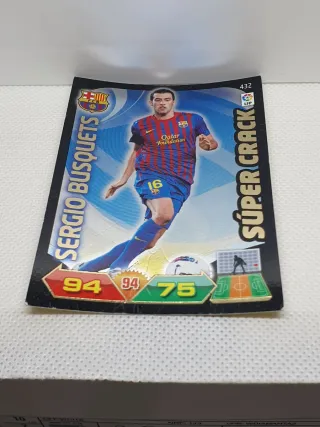 432
SERGIO BUSQUETS
SÚPER CRACK
Qatar
Foundation
16
94
94
75